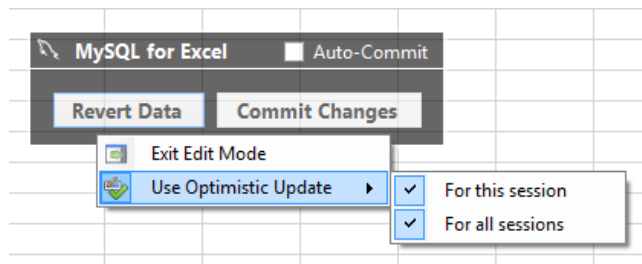 MySQL for Excel Auto-Commit
Revert Data Commit Changes
Exit Edit Mode
Use Optimistic Update
For this session
For all sessions